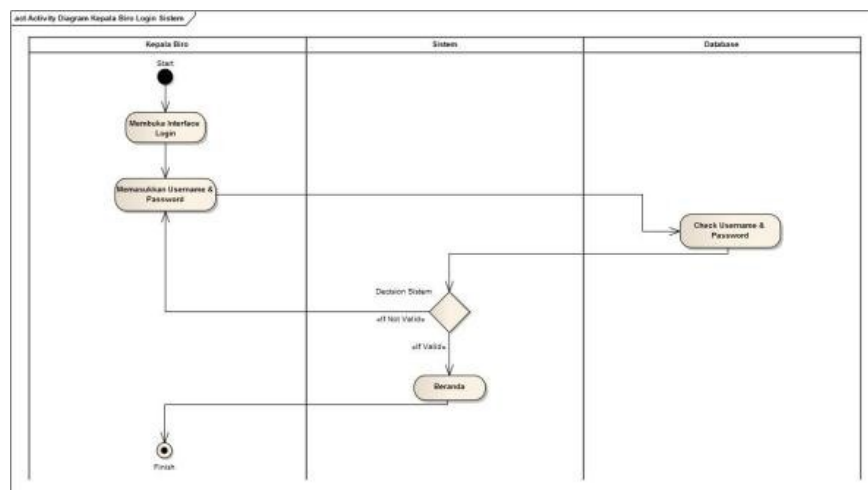 act Activity Diagram Kepala Biro Login Sistem
Kepala Biro
Sistem
Database
Start
Membuka Interface
Login
Memasukkan Username &
Password
Check Username &
Password
Decision Sistem
«If Not Valid»
«If Valid»
Beranda
Finish